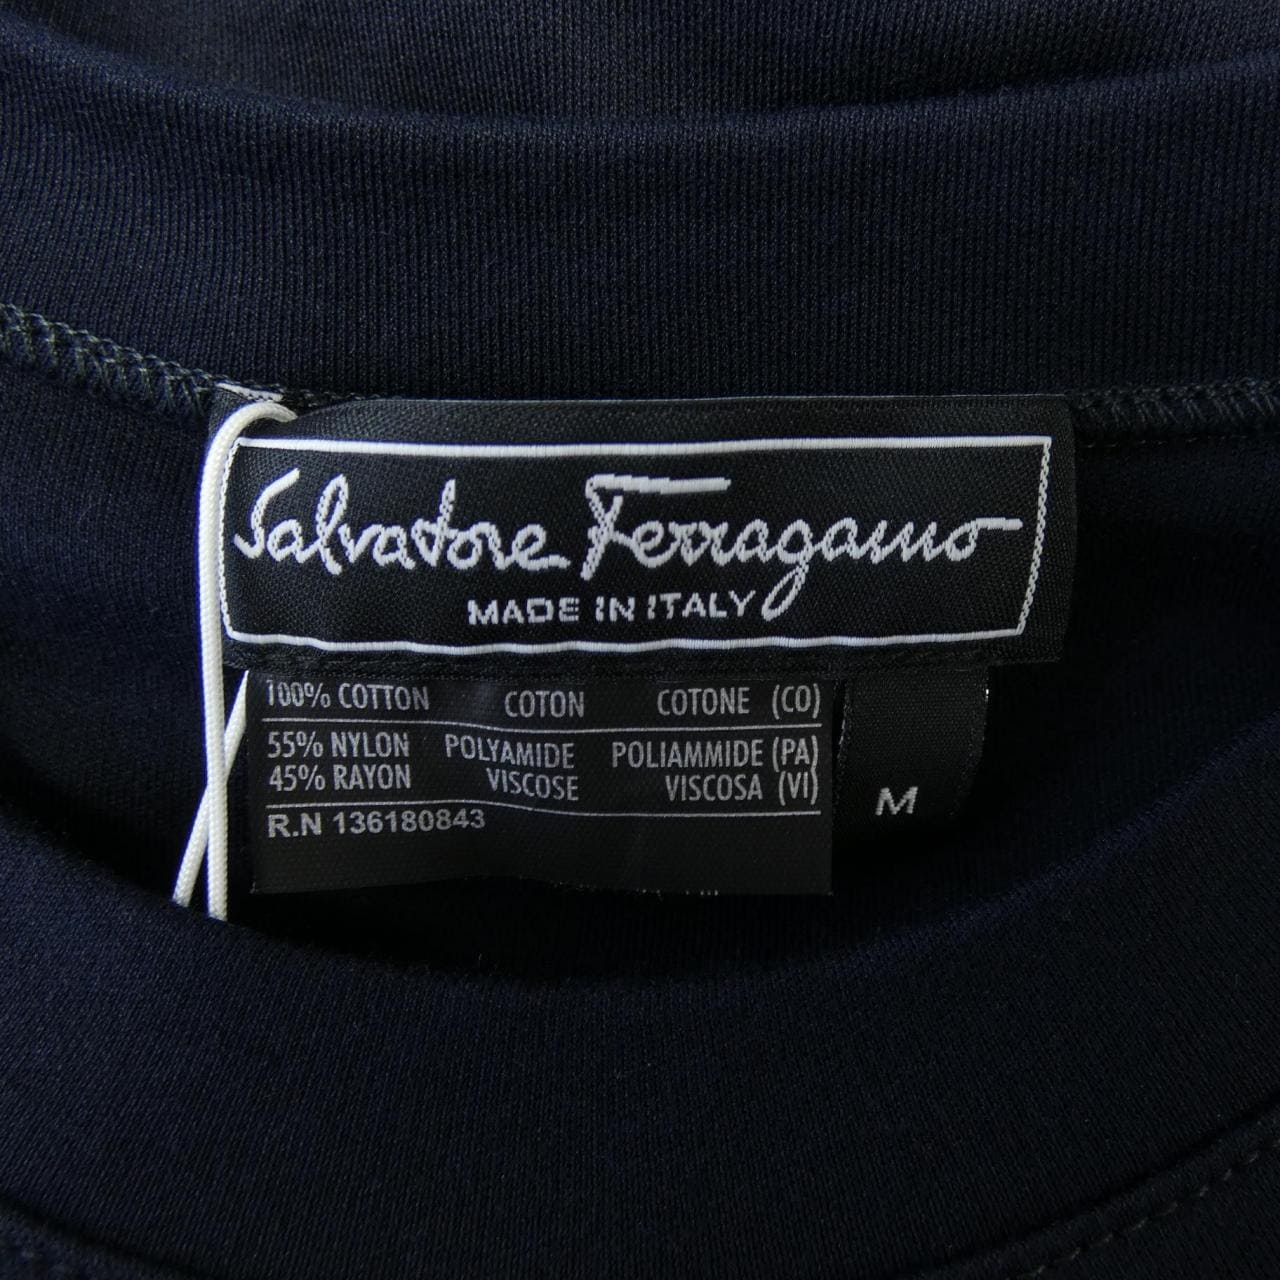 Salvatore Ferragamo
MADE IN ITALY
100% COTTON COTON COTONE (CO)
55% NYLON POLYAMIDE POLIAMMIDE (PA)
45% RAYON VISCOSE VISCOSA (VI)
R.N 136180843
M